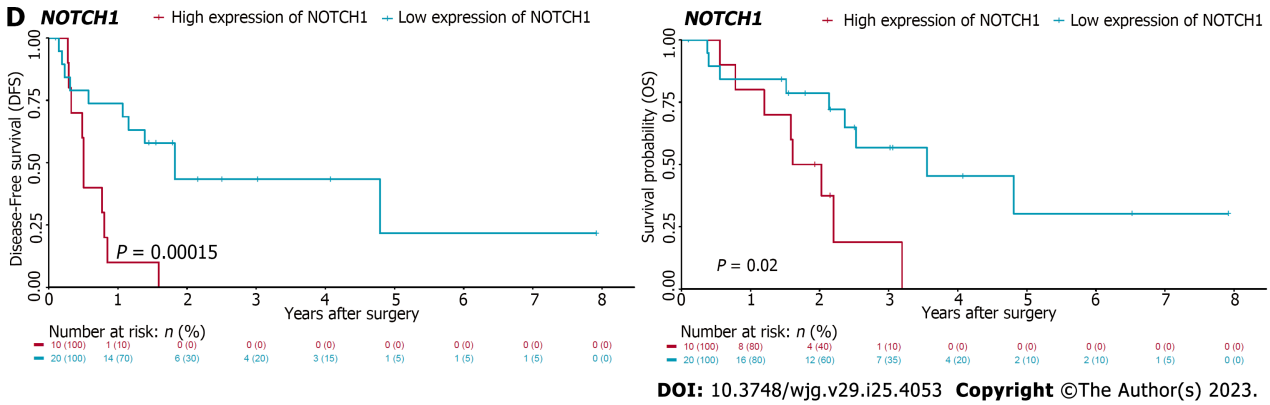 D
NOTCH1
High expression of NOTCH1 Low expression of NOTCH1
Disease-Free survival (DFS)
1.00
0.75
0.50
0.25
0.00
P = 0.00015
0 1 2 3 4 5 6 7 8
Years after surgery
Number at risk: n (%)
10 (100) 1 (10) 0 (0) 0 (0) 0 (0) 0 (0) 0 (0) 0 (0) 0 (0)
20 (100) 14 (70) 6 (30) 4 (20) 3 (15) 1 (5) 1 (5) 1 (5) 0 (0)
NOTCH1
High expression of NOTCH1 Low expression of NOTCH1
Survival probability (OS)
1.00
0.75
0.50
0.25
0.00
P = 0.02
0 1 2 3 4 5 6 7 8
Years after surgery
Number at risk: n (%)
10 (100) 8 (80) 4 (40) 1 (10) 0 (0) 0 (0) 0 (0) 0 (0) 0 (0)
20 (100) 16 (80) 12 (60) 7 (35) 4 (20) 2 (10) 2 (10) 1 (5) 0 (0)
DOI: 10.3748/wjg.v29.i25.4053 Copyright ©The Author(s) 2023.